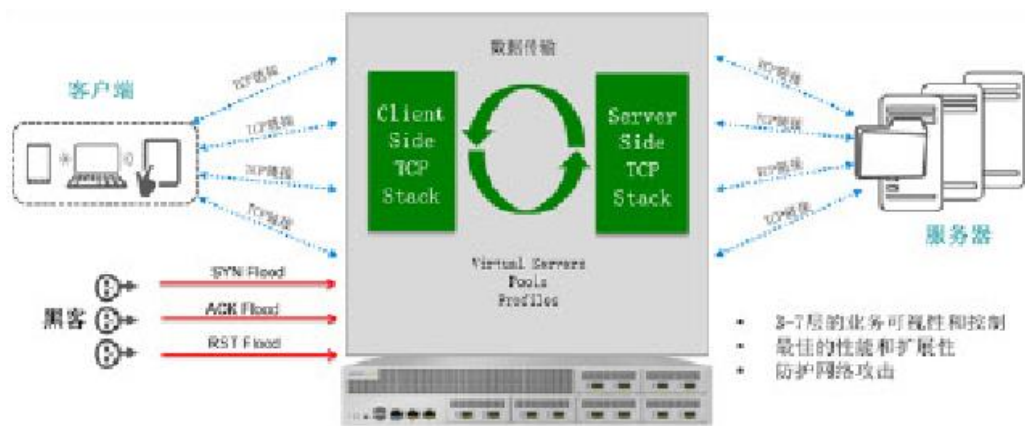 数据传输
客户端
TCP链接
TCP链接
TCP链接
TCP链接
Client
Side
TCP
Stack
Server
Side
TCP
Stack
TCP链接
TCP链接
TCP链接
TCP链接
服务器
Virtual Servers
Pools
Profiles
黑客
SYN Flood
ACK Flood
RST Flood
• 3-7层的业务可视性和控制
• 最佳的性能和扩展性
• 防护网络攻击